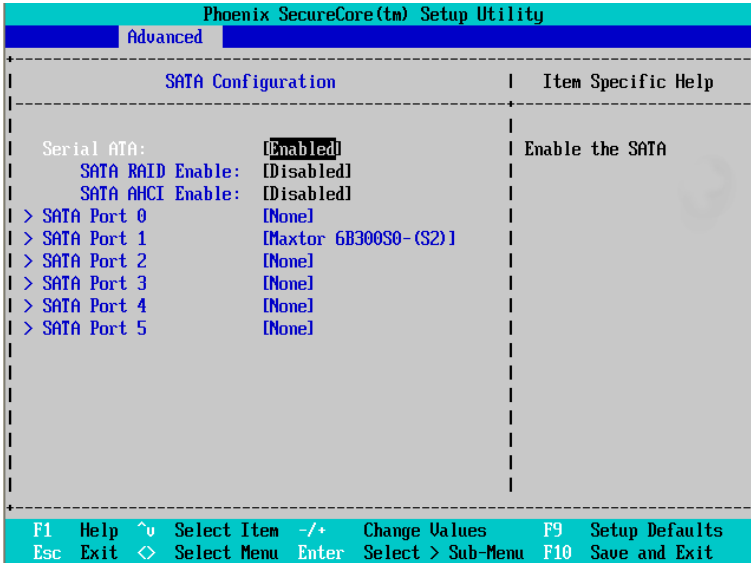 Phoenix SecureCore(tm) Setup Utility
Advanced
SATA Configuration
Item Specific Help
Serial ATA: [Enabled]
Enable the SATA
SATA RAID Enable: [Disabled]
SATA AHCI Enable: [Disabled]
> SATA Port 0 [None]
> SATA Port 1 [Maxtor 6B300S0-(S2)]
> SATA Port 2 [None]
> SATA Port 3 [None]
> SATA Port 4 [None]
> SATA Port 5 [None]
F1 Help ^v Select Item -/+ Change Values F9 Setup Defaults
Esc Exit <> Select Menu Enter Select > Sub-Menu F10 Save and Exit